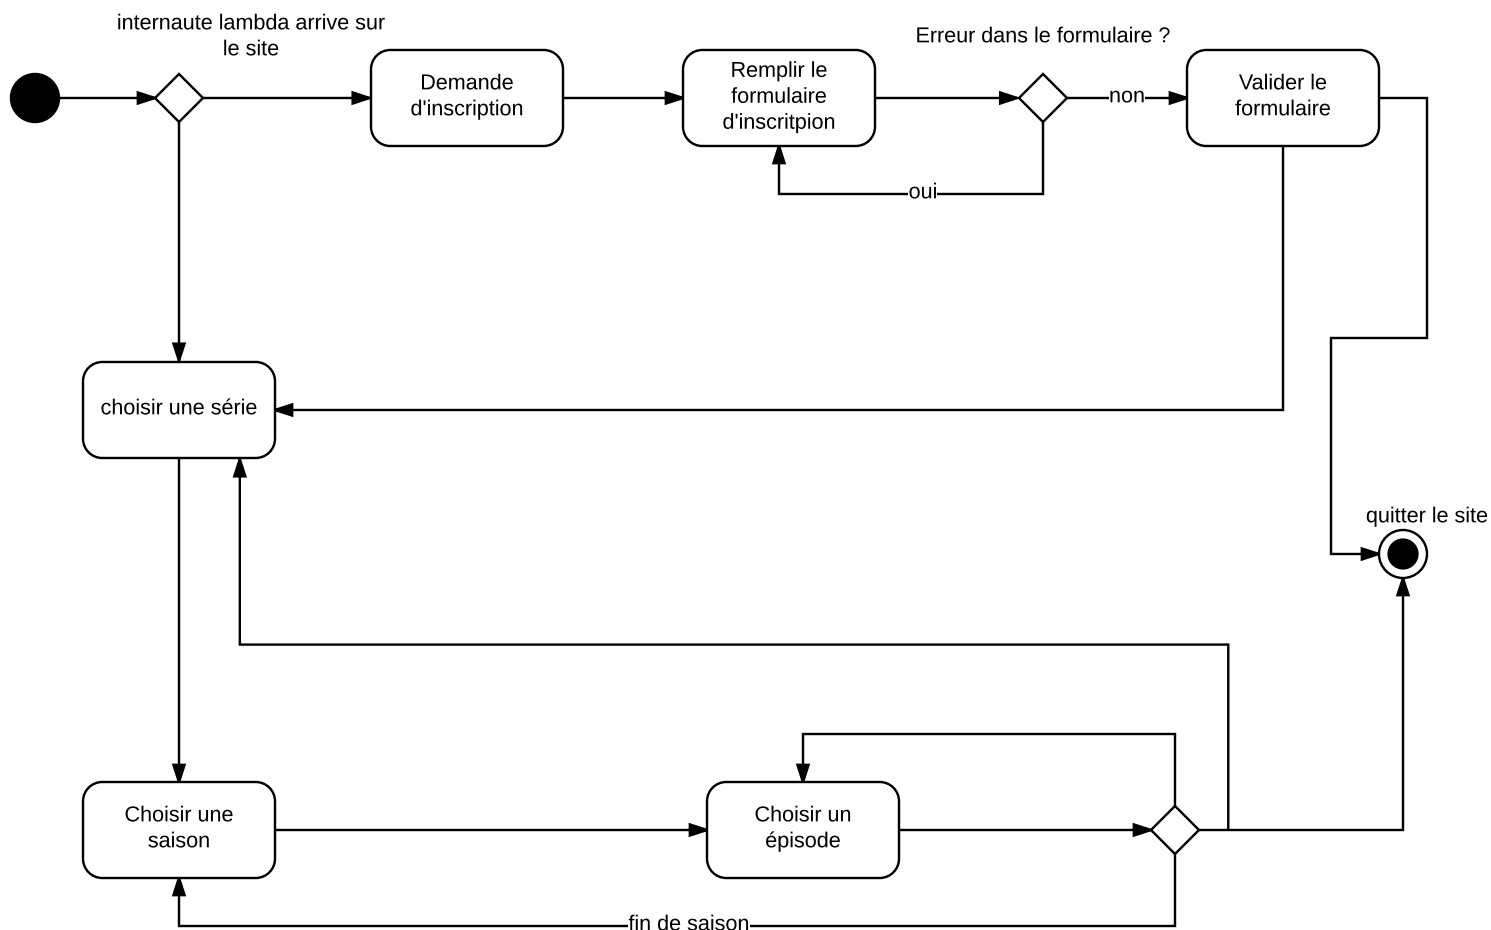 internaute lambda arrive sur
le site
Erreur dans le formulaire ?
Demande
d'inscription
Remplir le
formulaire
d'inscritpion
non
Valider le
formulaire
oui
choisir une série
quitter le site
Choisir une
saison
Choisir un
épisode
fin de saison